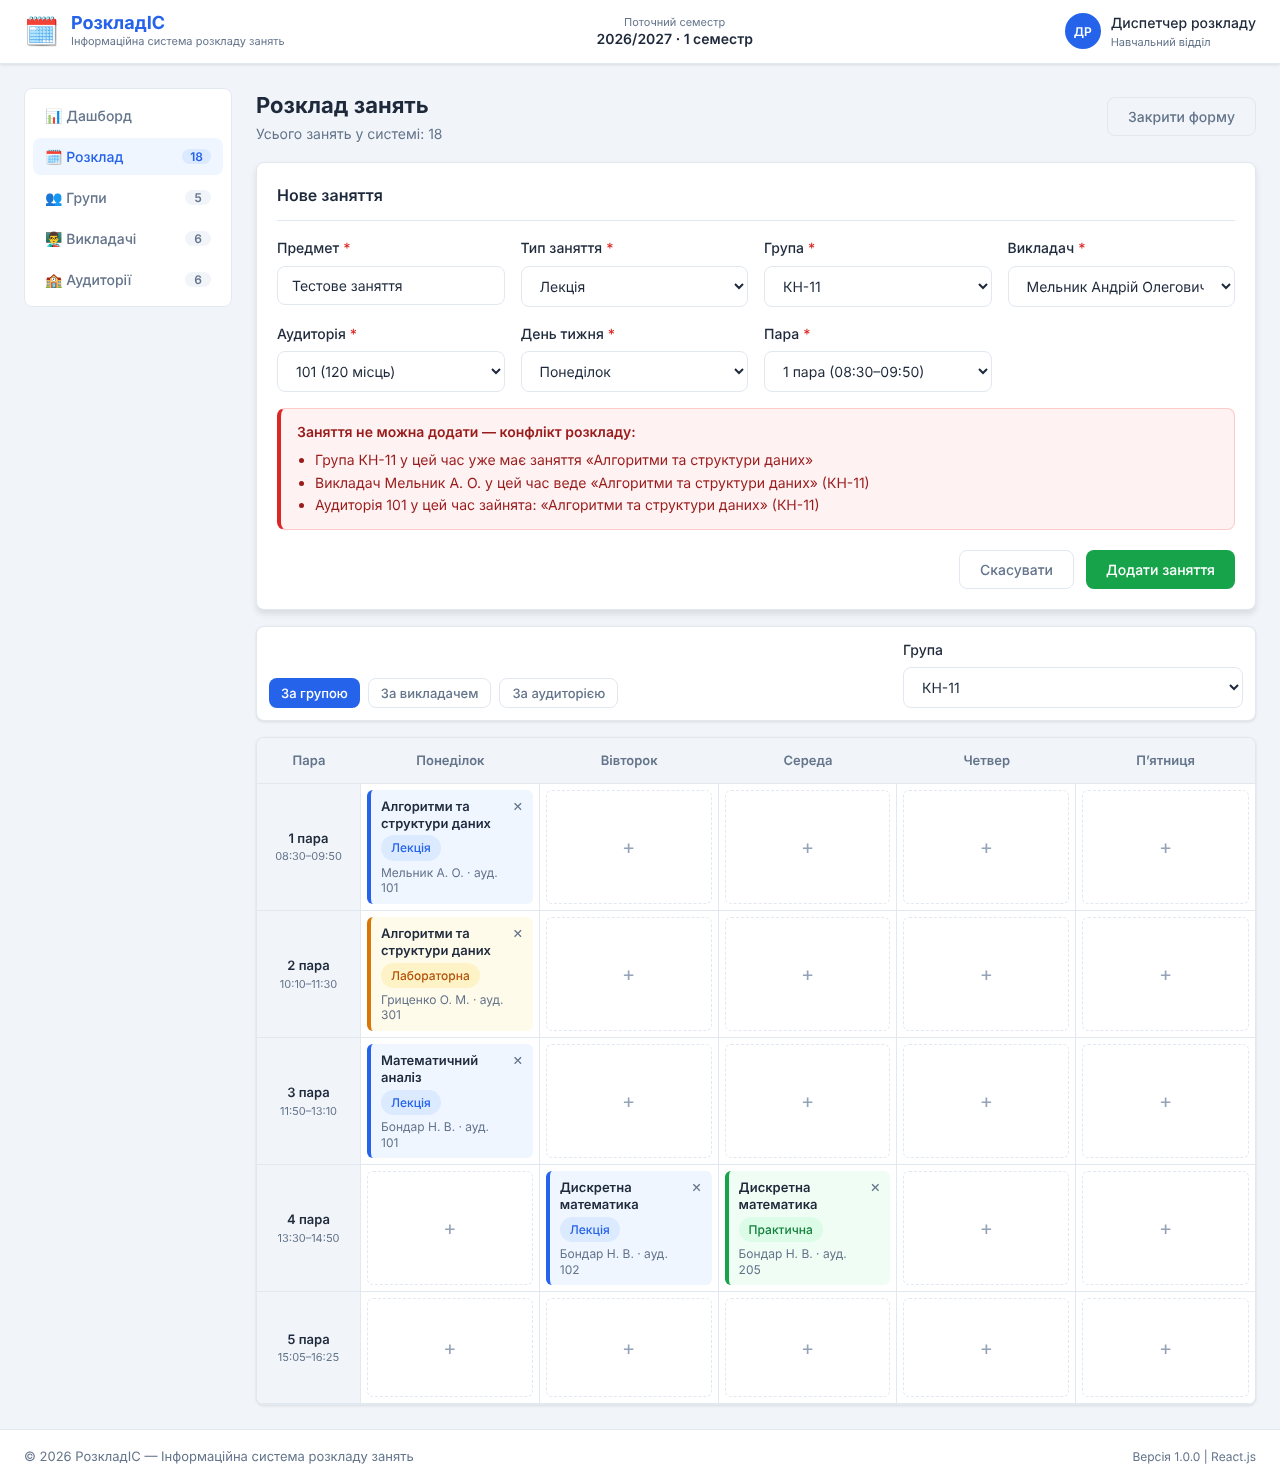 РозкладІС
Інформаційна система розкладу занять
Поточний семестр
2026/2027 · 1 семестр
ДР
Диспетчер розкладу
Навчальний відділ
Дашборд
Розклад 18
Групи 5
Викладачі 6
Аудиторії 6
Розклад занять
Усього занять у системі: 18
Закрити форму
Нове заняття
Предмет * Тип заняття * Група * Викладач *
Тестове заняття Лекція КН-11 Мельник Андрій Олегович
Аудиторія * День тижня * Пара *
101 (120 місць) Понеділок 1 пара (08:30–09:50)
Заняття не можна додати — конфлікт розкладу:
• Група КН-11 у цей час уже має заняття «Алгоритми та структури даних»
• Викладач Мельник А. О. у цей час веде «Алгоритми та структури даних» (КН-11)
• Аудиторія 101 у цей час зайнята: «Алгоритми та структури даних» (КН-11)
Скасувати Додати заняття
Група
За групою За викладачем За аудиторією КН-11
Пара Понеділок Вівторок Середа Четвер П’ятниця
1 пара
08:30–09:50
Алгоритми та ×
структури даних
Лекція
Мельник А. О. · ауд.
101
+ + + +
2 пара
10:10–11:30
Алгоритми та ×
структури даних
Лабораторна
Гриценко О. М. · ауд.
301
+ + + +
3 пара
11:50–13:10
Математичний ×
аналіз
Лекція
Бондар Н. В. · ауд.
101
+ + + +
4 пара
13:30–14:50
+
Дискретна ×
математика
Лекція
Бондар Н. В. · ауд.
102
Дискретна ×
математика
Практична
Бондар Н. В. · ауд.
205
+ +
5 пара
15:05–16:25
+ + + + +
© 2026 РозкладІС — Інформаційна система розкладу занять
Версія 1.0.0 | React.js